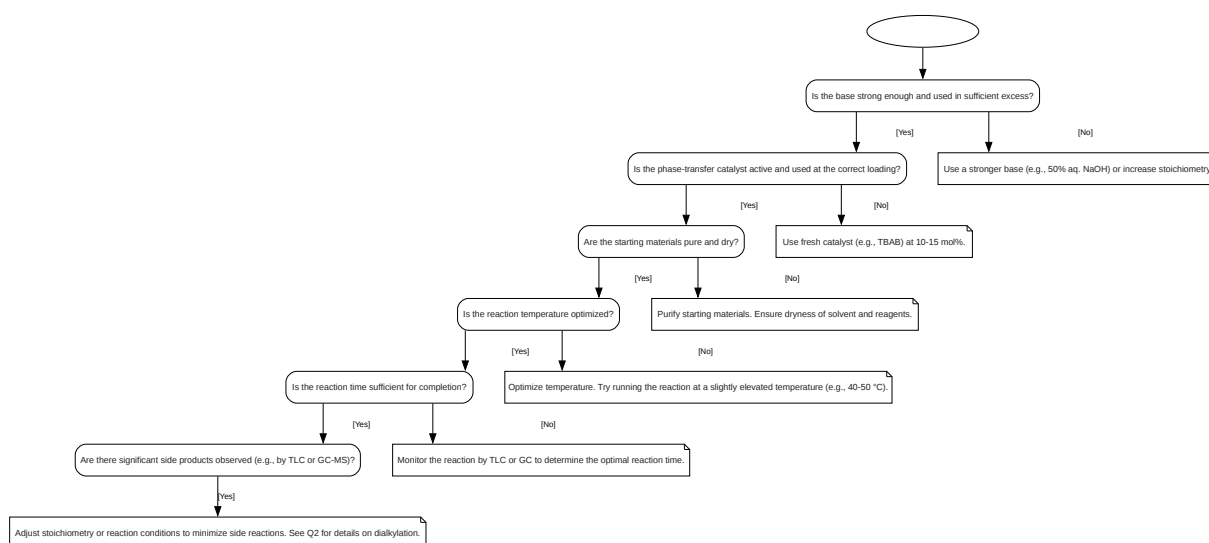 Is the base strong enough and used in sufficient excess?
[Yes]
[No]
Is the phase-transfer catalyst active and used at the correct loading?
Use a stronger base (e.g., 50% aq. NaOH) or increase stoichiometry
[Yes]
[No]
Are the starting materials pure and dry?
Use fresh catalyst (e.g., TBAB) at 10-15 mol%.
[Yes]
[No]
Is the reaction temperature optimized?
Purify starting materials. Ensure dryness of solvent and reagents.
[Yes]
[No]
Is the reaction time sufficient for completion?
Optimize temperature. Try running the reaction at a slightly elevated temperature (e.g., 40-50 °C).
[Yes]
[No]
Are there significant side products observed (e.g., by TLC or GC-MS)?
Monitor the reaction by TLC or GC to determine the optimal reaction time.
[Yes]
Adjust stoichiometry or reaction conditions to minimize side reactions. See Q2 for details on dialkylation.